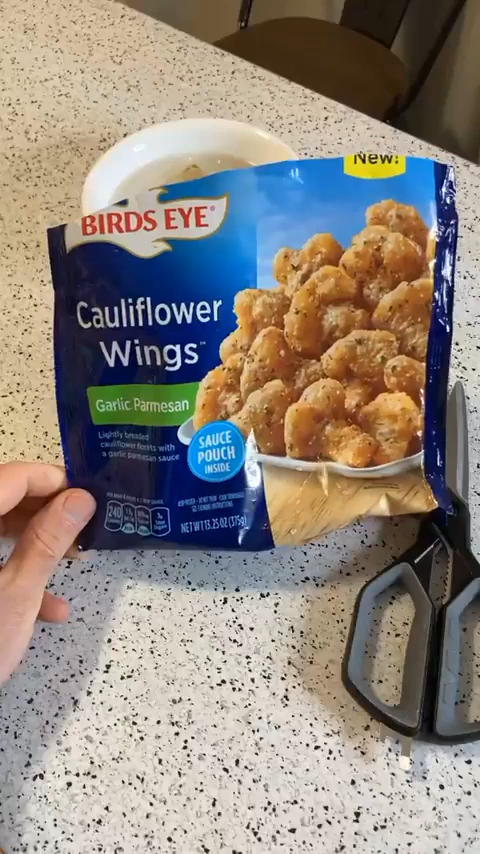 New!
BIRDS EYE®
Cauliflower
Wings™
Garlic Parmesan
Lightly breaded
cauliflower florets with
a garlic parmesan sauce
SAUCE
POUCH
INSIDE
240
NET WT 13.25 OZ (375g)